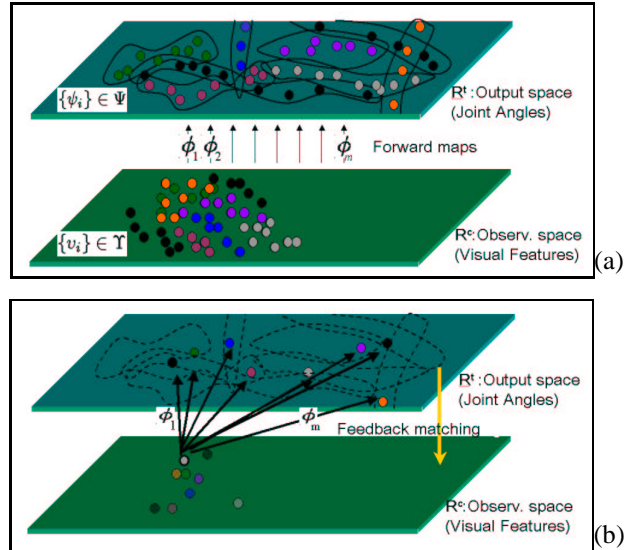 {ψi} ∈ Ψ
Rᵗ :Output space
(Joint Angles)
ϕ1 ϕ2 ϕm Forward maps
{υi} ∈ Υ
Rᶜ:Observ. space
(Visual Features)
(a)
Rᵗ :Output space
(Joint Angles)
ϕ1 ϕm
Feedback matching
Rᶜ:Observ. space
(Visual Features)
(b)